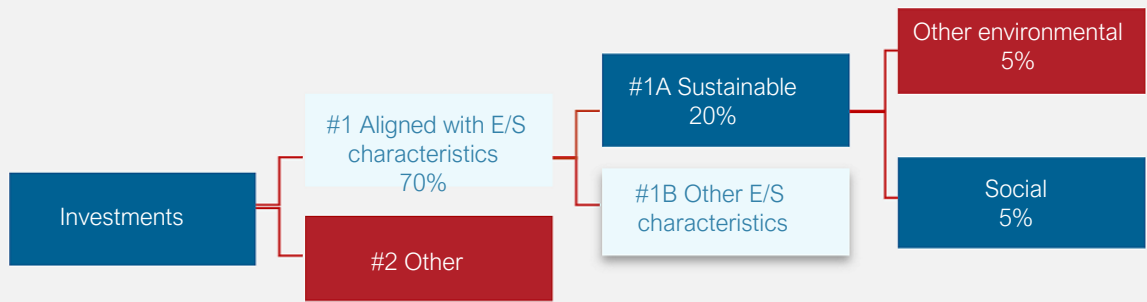 Investments
#1 Aligned with E/S
characteristics
70%
#2 Other
#1A Sustainable
20%
#1B Other E/S
characteristics
Other environmental
5%
Social
5%